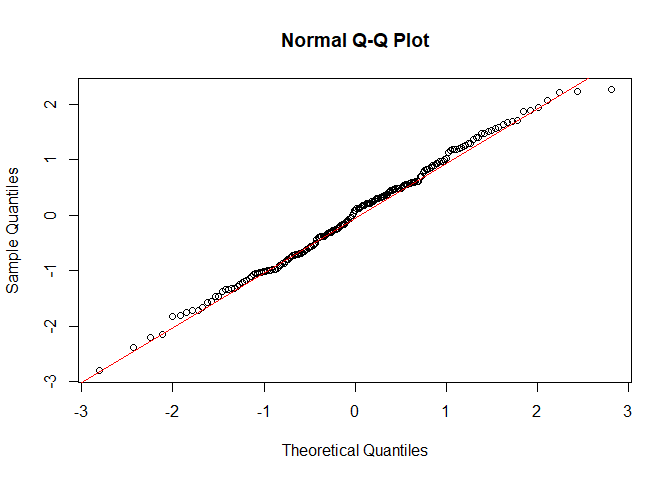 Normal Q-Q Plot
Sample Quantiles
2
1
0
-1
-2
-3
-3 -2 -1 0 1 2 3
Theoretical Quantiles